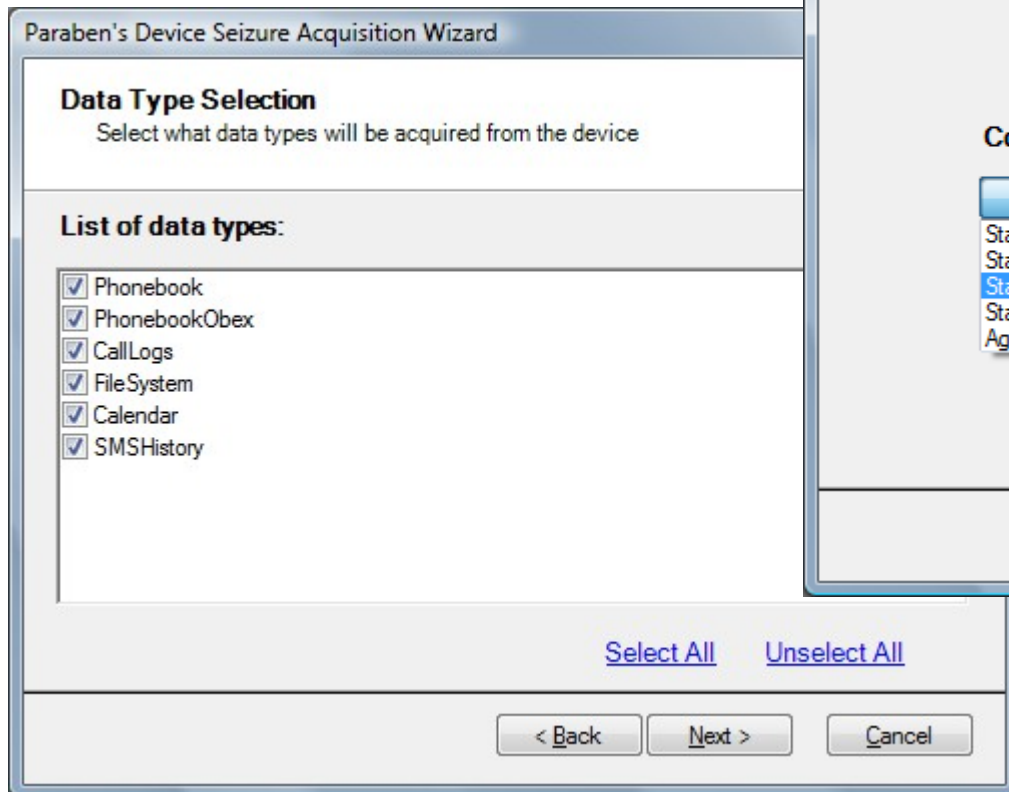 Paraben's Device Seizure Acquisition Wizard
Data Type Selection
Select what data types will be acquired from the device
List of data types:
Phonebook
PhonebookObex
CallLogs
FileSystem
Calendar
SMSHistory
Select All Unselect All
< Back Next > Cancel